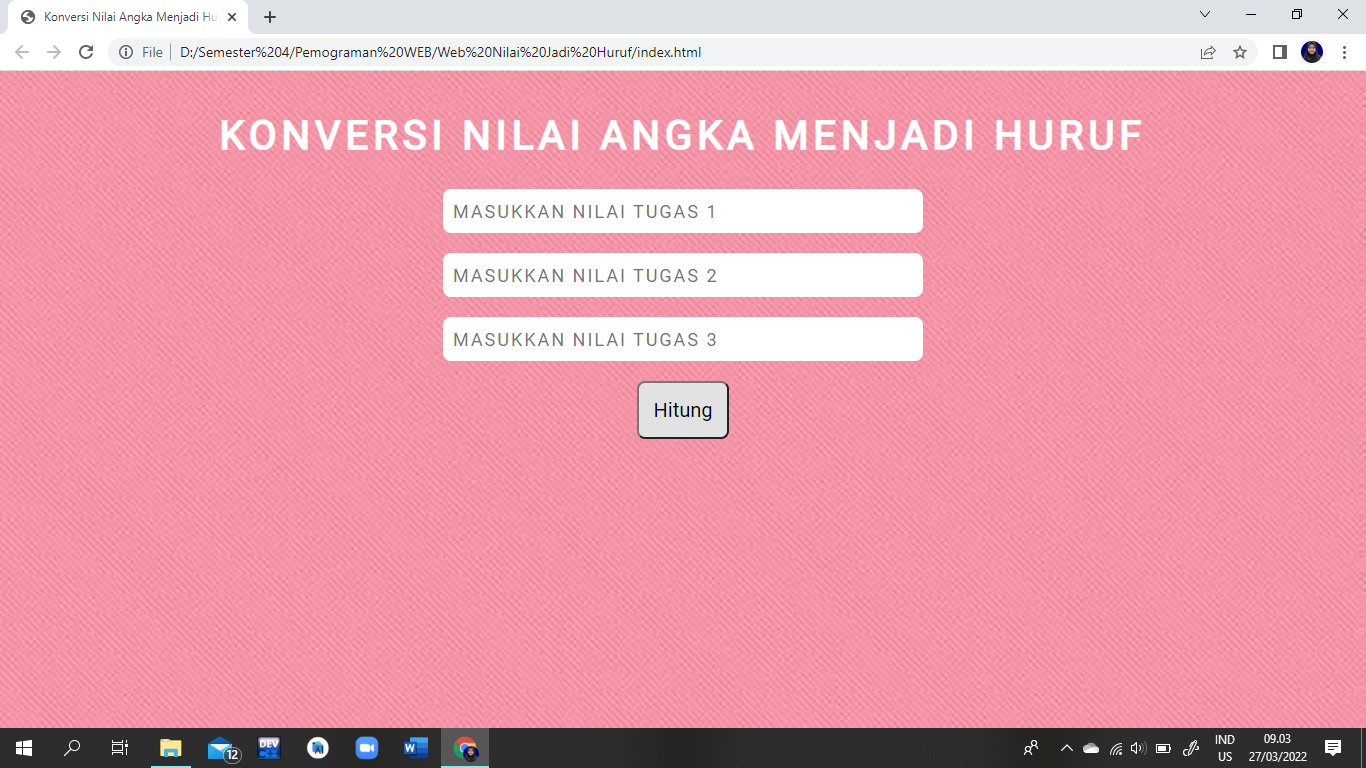 Konversi Nilai Angka Menjadi Hu
File D:/Semester%204/Pemograman%20WEB/Web%20Nilai%20Jadi%20Huruf/index.html
KONVERSI NILAI ANGKA MENJADI HURUF
MASUKKAN NILAI TUGAS 1
MASUKKAN NILAI TUGAS 2
MASUKKAN NILAI TUGAS 3
Hitung
12
DEV
W
IND
US
09.03
27/03/2022